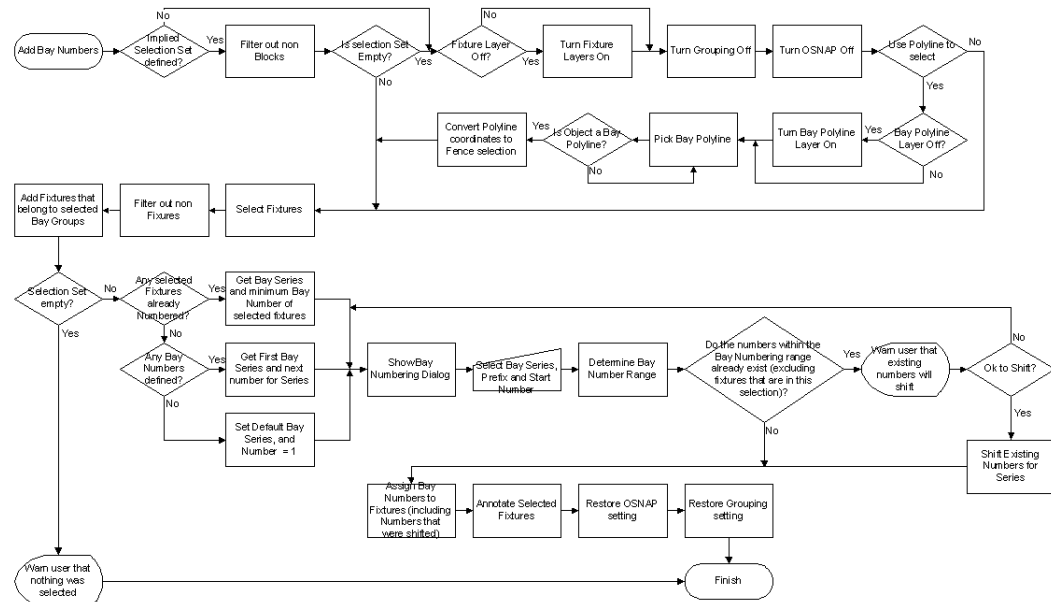 No
No
Add Bay Numbers
Implied
Selection Set
defined?
Yes
Filter out non
Blocks
Is selection Set
Empty?
Yes
No
Fixture Layer
Off?
Yes
Turn Fixture
Layers On
Turn Grouping Off
Turn OSNAP Off
Use Polyline to
select
No
Yes
Convert Polyline
coordinates to
Fence selection
Yes
Is Object a Bay
Polyline?
No
Pick Bay Polyline
Turn Bay Polyline
Layer On
Yes
Bay Polyline
Layer Off?
No
Add Fixtures that
belong to selected
Bay Groups
Filter out non
Fixtures
Select Fixtures
Selection Set
empty?
No
Yes
Any selected
Fixtures
already
Numbered?
Yes
No
Get Bay Series
and minimum Bay
Number of
selected fixtures
Any Bay
Numbers
defined?
Yes
No
Get First Bay
Series and next
number for Series
Set Default Bay
Series, and
Number = 1
ShowBay
Numbering Dialog
Select Bay Series,
Prefix and Start
Number
Determine Bay
Number Range
Do the numbers within the
Bay Numbering range
already exist (excluding
fixtures that are in this
selection)?
Yes
No
Warn user that
existing
numbers will
shift
No
Ok to Shift?
Yes
Shift Existing
Numbers for
Series
Assign Bay
Numbers to
Fixtures (including
Numbers that
were shifted)
Annotate Selected
Fixtures
Restore OSNAP
setting
Restore Grouping
setting
Warn user that
nothing was
selected
Finish